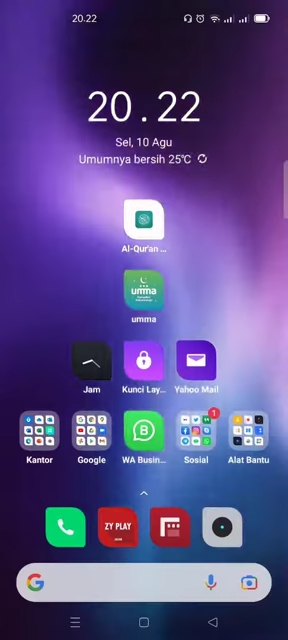 20.22
20.22
Sel, 10 Agu
Umumnya bersih 25°C
Al-Qur'an ...
umma
umma
Jam
Kunci Lay...
Yahoo Mail
B
1
Kantor
Google
WA Busin...
Sosial
Alat Bantu
ZY PLAY
G